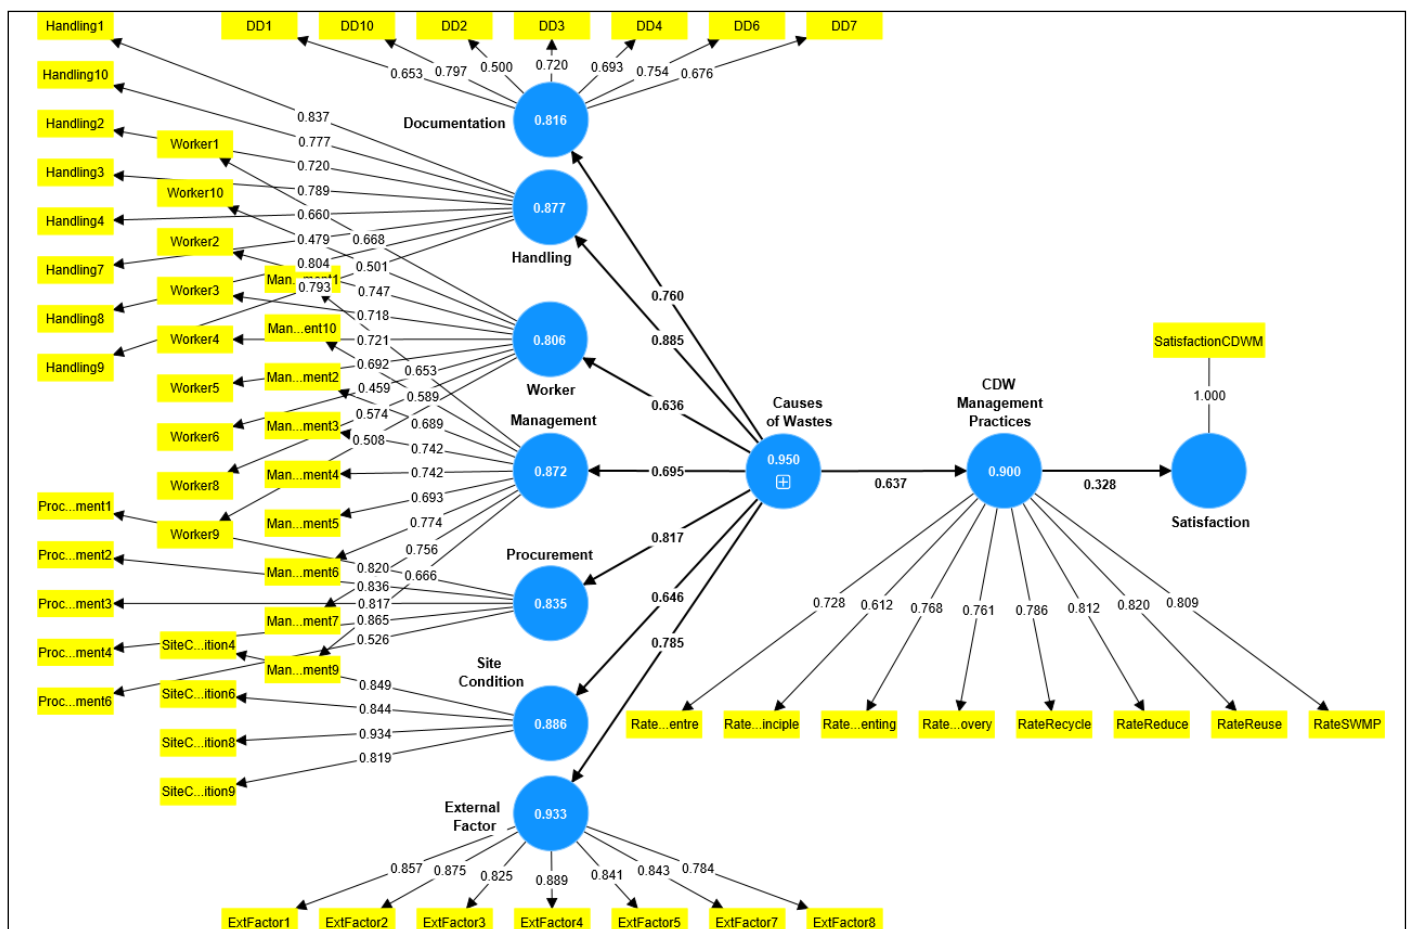 Handling1
DD1
DD10
DD2
DD3
DD4
DD6
DD7
0.653
0.797
0.500
0.720
0.693
0.754
0.676
Handling10
Handling2
Handling3
Handling4
Handling7
Handling8
Handling9
Documentation
0.816
0.837
0.777
0.720
0.789
0.660
0.479
0.804
0.793
0.877
Handling
Worker1
Worker10
Worker2
Worker3
Worker4
Worker5
Worker6
Worker8
Worker9
0.668
0.501
0.747
0.718
0.721
0.692
0.459
0.574
0.508
0.806
Worker
Man...ment1
Man...ent10
Man...ment2
Man...ment3
Man...ment4
Man...ment5
Man...ment6
Man...ment7
Man...ment9
0.653
0.589
0.689
0.742
0.742
0.693
0.774
0.756
0.666
Management
0.872
Proc...ment1
Proc...ment2
Proc...ment3
Proc...ment4
Proc...ment6
0.820
0.836
0.817
0.865
0.526
Procurement
0.835
SiteC...ition4
SiteC...ition6
SiteC...ition8
SiteC...ition9
0.849
0.844
0.934
0.819
Site
Condition
0.886
External
Factor
0.933
0.857
0.875
0.825
0.889
0.841
0.843
0.784
ExtFactor1
ExtFactor2
ExtFactor3
ExtFactor4
ExtFactor5
ExtFactor7
ExtFactor8
0.760
0.885
0.636
0.695
0.817
0.646
0.785
Causes
of Wastes
0.950
0.637
CDW
Management
Practices
0.900
0.328
SatisfactionCDWM
1.000
Satisfaction
0.728
0.612
0.768
0.761
0.786
0.812
0.820
0.809
Rate...entre
Rate...inciple
Rate...enting
Rate...overy
RateRecycle
RateReduce
RateReuse
RateSWMP